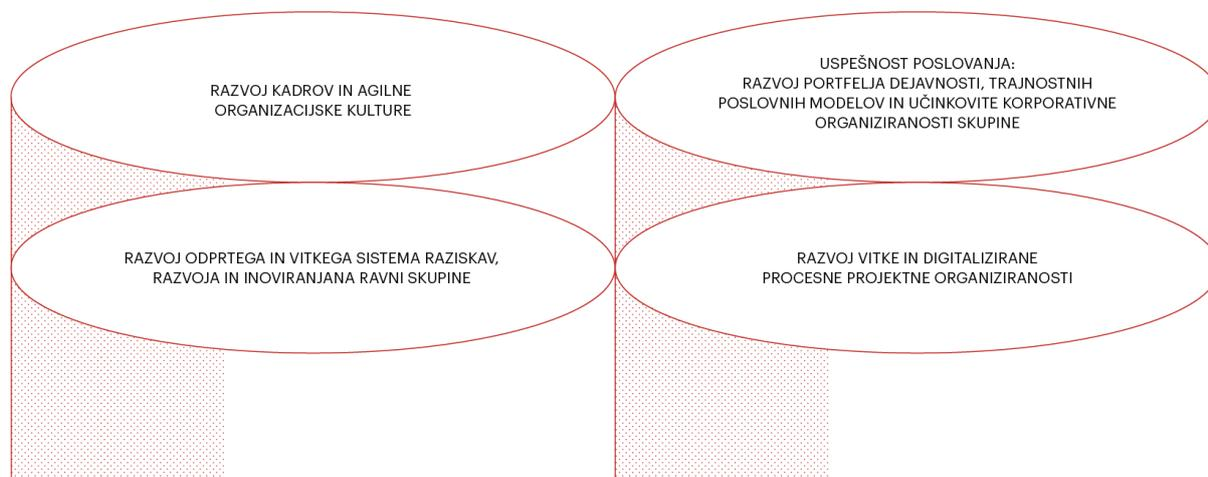 RAZVOJ KADROV IN AGILNE
ORGANIZACIJSKE KULTURE
USPEŠNOST POSLOVANJA:
RAZVOJ PORTFELJA DEJAVNOSTI, TRAJNOSTNIH
POSLOVNIH MODELOV IN UČINKOVITE KORPORATIVNE
ORGANIZIRANOSTI SKUPINE
RAZVOJ ODPRTEGA IN VITKEGA SISTEMA RAZISKAV,
RAZVOJA IN INOVIRANJANA RAVNI SKUPINE
RAZVOJ VITKE IN DIGITALIZIRANE
PROCESNE PROJEKTNE ORGANIZIRANOSTI